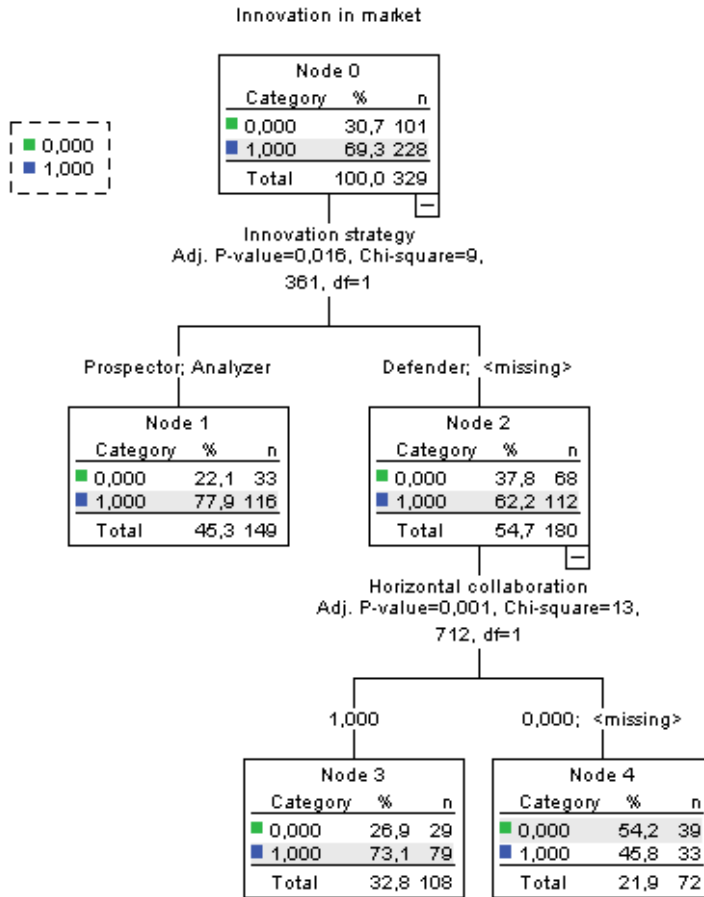 Innovation in market
Node 0
Category % n
0,000 30,7 101
1,000 69,3 228
Total 100,0 329
0,000
1,000
Innovation strategy
Adj. P-value=0,016, Chi-square=9,
361, df=1
Prospector; Analyzer
Defender; <missing>
Node 1
Category % n
0,000 22,1 33
1,000 77,9 116
Total 45,3 149
Node 2
Category % n
0,000 37,8 68
1,000 62,2 112
Total 54,7 180
Horizontal collaboration
Adj. P-value=0,001, Chi-square=13,
712, df=1
1,000
0,000; <missing>
Node 3
Category % n
0,000 26,9 29
1,000 73,1 79
Total 32,8 108
Node 4
Category % n
0,000 54,2 39
1,000 45,8 33
Total 21,9 72